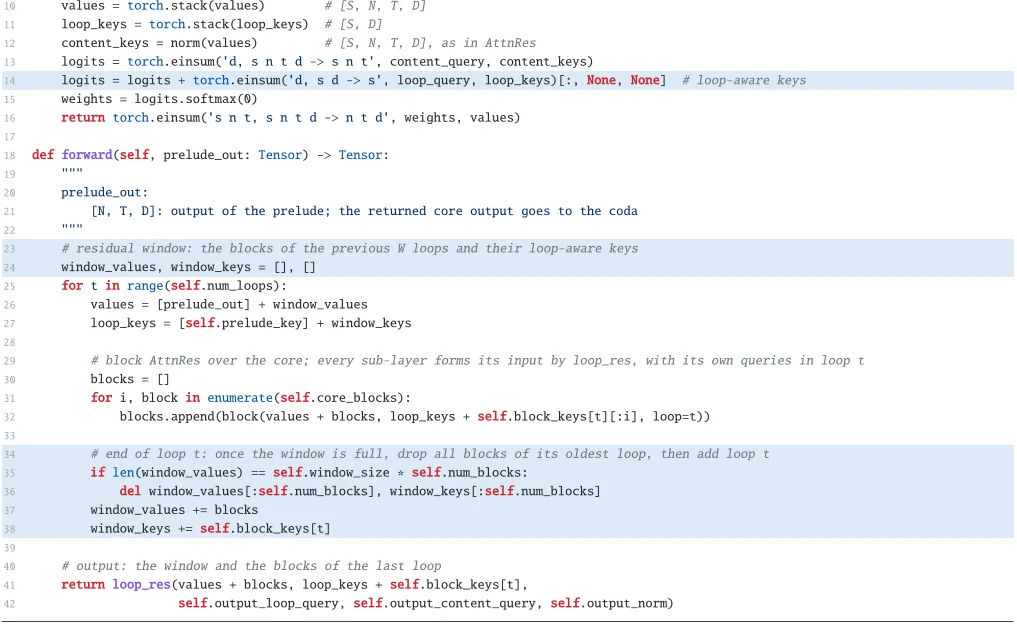 10 values = torch.stack(values) # [S, N, T, D]
11 loop_keys = torch.stack(loop_keys) # [S, D]
12 content_keys = norm(values) # [S, N, T, D], as in AttnRes
13 logits = torch.einsum('d, s n t d -> s n t', content_query, content_keys)
14 logits = logits + torch.einsum('d, s d -> s', loop_query, loop_keys)[:, None, None] # loop-aware keys
15 weights = logits.softmax(0)
16 return torch.einsum('s n t, s n t d -> n t d', weights, values)
17
18 def forward(self, prelude_out: Tensor) -> Tensor:
19 """
20 prelude_out:
21 [N, T, D]: output of the prelude; the returned core output goes to the coda
22 """
23 # residual window: the blocks of the previous W loops and their loop-aware keys
24 window_values, window_keys = [], []
25 for t in range(self.num_loops):
26 values = [prelude_out] + window_values
27 loop_keys = [self.prelude_key] + window_keys
28
29 # block AttnRes over the core; every sub-layer forms its input by loop_res, with its own queries in loop t
30 blocks = []
31 for i, block in enumerate(self.core_blocks):
32 blocks.append(block(values + blocks, loop_keys + self.block_keys[t][:i], loop=t))
33
34 # end of loop t: once the window is full, drop all blocks of its oldest loop, then add loop t
35 if len(window_values) == self.window_size * self.num_blocks:
36 del window_values[:self.num_blocks], window_keys[:self.num_blocks]
37 window_values += blocks
38 window_keys += self.block_keys[t]
39
40 # output: the window and the blocks of the last loop
41 return loop_res(values + blocks, loop_keys + self.block_keys[t],
42 self.output_loop_query, self.output_content_query, self.output_norm)